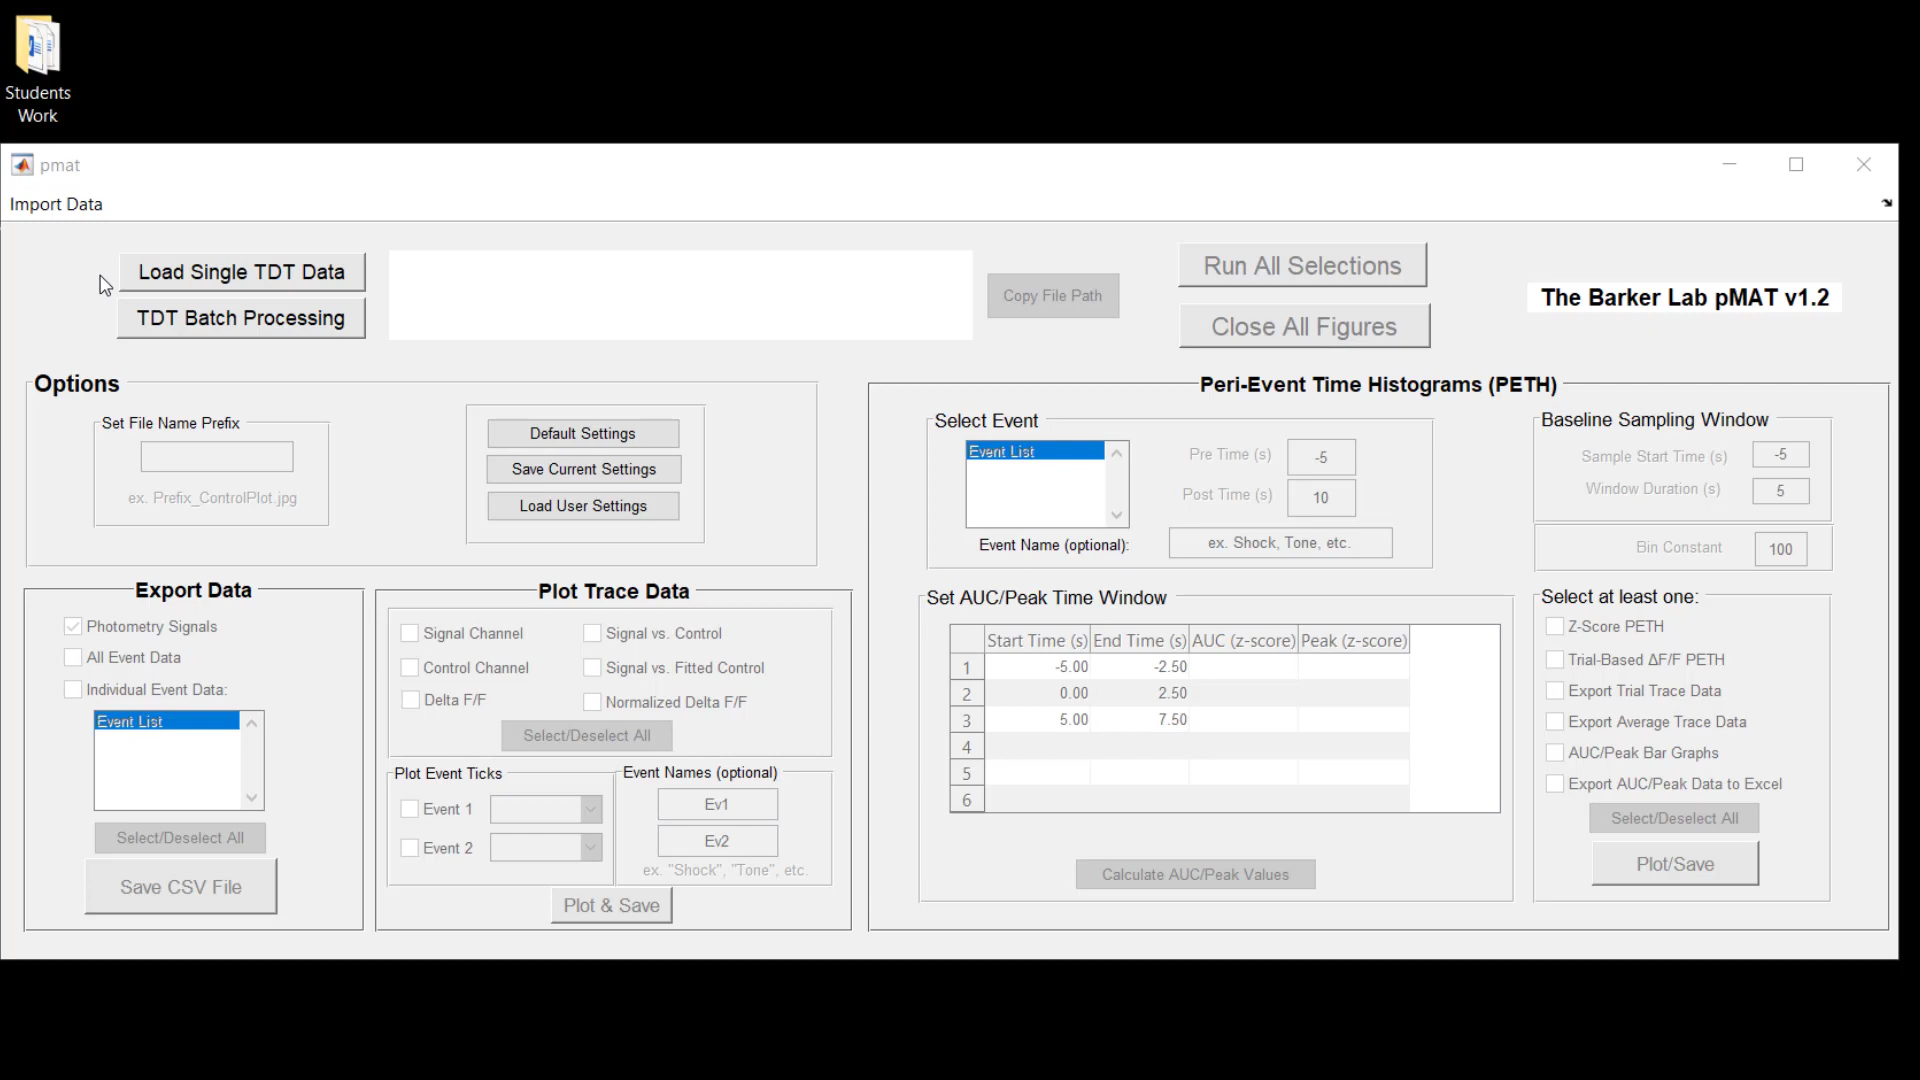 Students
Work
pmat
Import Data
Load Single TDT Data
TDT Batch Processing
Copy File Path
Run All Selections
Close All Figures
The Barker Lab pMAT v1.2
Options
Set File Name Prefix
ex. Prefix_ControlPlot.jpg
Default Settings
Save Current Settings
Load User Settings
Export Data
Photometry Signals
All Event Data
Individual Event Data:
Event List
Select/Deselect All
Save CSV File
Plot Trace Data
Signal Channel
Signal vs. Control
Control Channel
Signal vs. Fitted Control
Delta F/F
Normalized Delta F/F
Select/Deselect All
Plot Event Ticks
Event 1
Event 2
Event Names (optional)
Ev1
Ev2
ex. "Shock", "Tone", etc.
Plot & Save
Peri-Event Time Histograms (PETH)
Select Event
Event List
Pre Time (s)
-5
Post Time (s)
10
Event Name (optional):
ex. Shock, Tone, etc.
Baseline Sampling Window
Sample Start Time (s)
-5
Window Duration (s)
5
Bin Constant
100
Set AUC/Peak Time Window
Start Time (s) End Time (s) AUC (z-score) Peak (z-score)
1 -5.00 -2.50
2 0.00 2.50
3 5.00 7.50
4
5
6
Calculate AUC/Peak Values
Select at least one:
Z-Score PETH
Trial-Based ΔF/F PETH
Export Trial Trace Data
Export Average Trace Data
AUC/Peak Bar Graphs
Export AUC/Peak Data to Excel
Select/Deselect All
Plot/Save